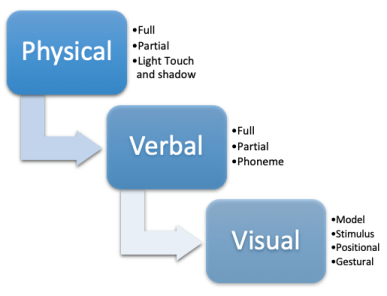 Physical
•Full
•Partial
•Light Touch
and shadow
Verbal
•Full
•Partial
•Phoneme
Visual
•Model
•Stimulus
•Positional
•Gestural